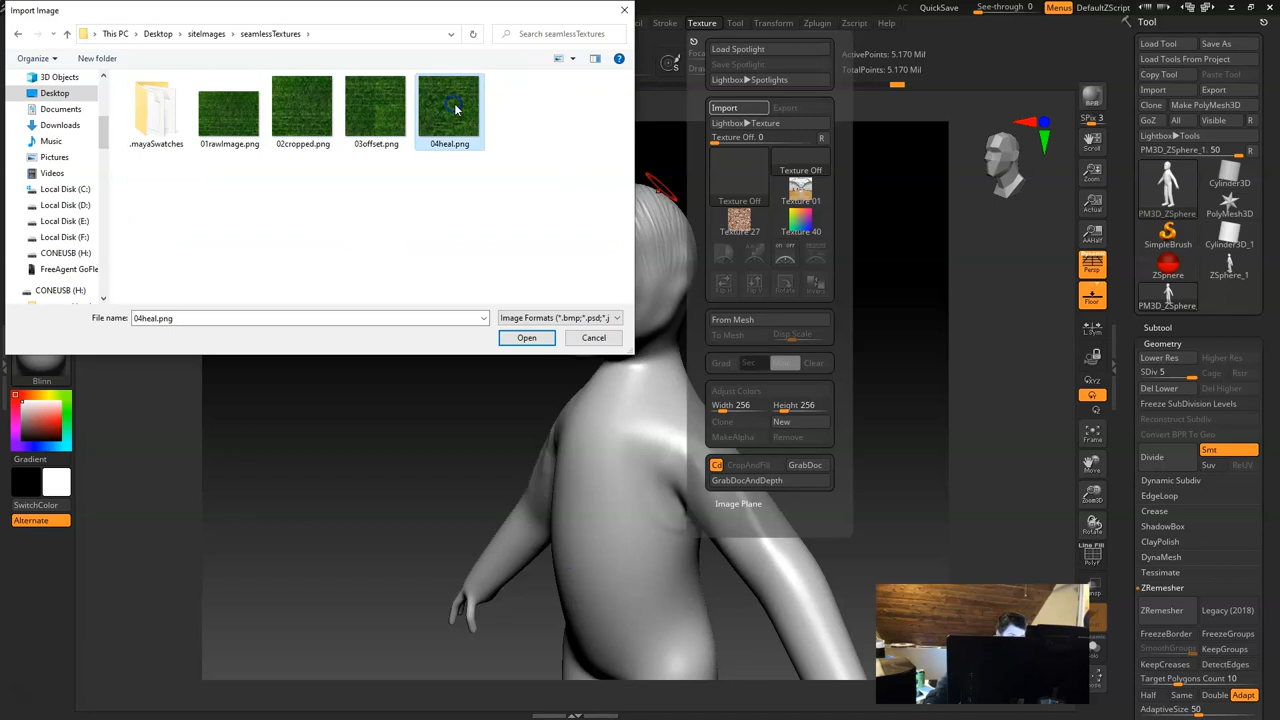 Import Image
Stroke
Texture
Tool
Transform
Zplugin
Zscript
Help
AC
QuickSave
See-through 0
Menus
DefaultZScript
This PC > Desktop > siteImages > seamlessTextures >
Search seamlessTextures
Organize
New folder
3D Objects
Desktop
Documents
Downloads
Music
Pictures
Videos
Local Disk (C:)
Local Disk (D:)
Local Disk (E:)
Local Disk (F:)
CONEUSB (H:)
FreeAgent GoFle
CONEUSB (H:)
.mayaSwatches
01rawImage.png
02cropped.png
03offset.png
04heal.png
File name:
04heal.png
Image Formats (*.bmp;*.psd;*.j
Open
Cancel
Blinn
Gradient
SwitchColor
Alternate
Load Spotlight
Save Spotlight
Lightbox▶Spotlights
Import
Export
Lightbox▶Texture
Texture Off. 0
R
Texture Off
Texture Off
Texture 01
Texture 27
Texture 40
On Off
Flip H
Flip V
Rotate
Invers
From Mesh
To Mesh
Disp Scale
Grad
Sec
Main
Clear
Adjust Colors
Width 256
Height 256
Clone
New
MakeAlpha
Remove
Cd
CropAndFill
GrabDoc
GrabDocAndDepth
Image Plane
ActivePoints: 5.170 Mil
TotalPoints: 5.170 Mil
BPR
SPix 3
Zoom
Actual
AAHalf
Persp
Floor
L.Sym
XYZ
Frame
Move
Zoom3D
Rotate
Line Fill
PolyF
Tool
Load Tool
Save As
Load Tools From Project
Copy Tool
Paste Tool
Import
Export
Clone
Make PolyMesh3D
GoZ
All
Visible
R
Lightbox▶Tools
PM3D_ZSphere_1. 50
R
Cylinder3D
PM3D_ZSphere
PolyMesh3D
SimpleBrush
Cylinder3D_1
ZSphere
ZSphere_1
PM3D_ZSphere
Subtool
Geometry
Lower Res
Higher Res
SDiv 5
Cage
Rstr
Del Lower
Del Higher
Freeze SubDivision Levels
Reconstruct Subdiv
Convert BPR To Geo
Divide
Smt
Suv
ReUV
Dynamic Subdiv
EdgeLoop
Crease
ShadowBox
ClayPolish
DynaMesh
Tessimate
ZRemesher
ZRemesher
Legacy (2018)
FreezeBorder
FreezeGroups
SmoothGroups
KeepGroups
KeepCreases
DetectEdges
Target Polygons Count 10
Half
Same
Double
Adapt
AdaptiveSize 50